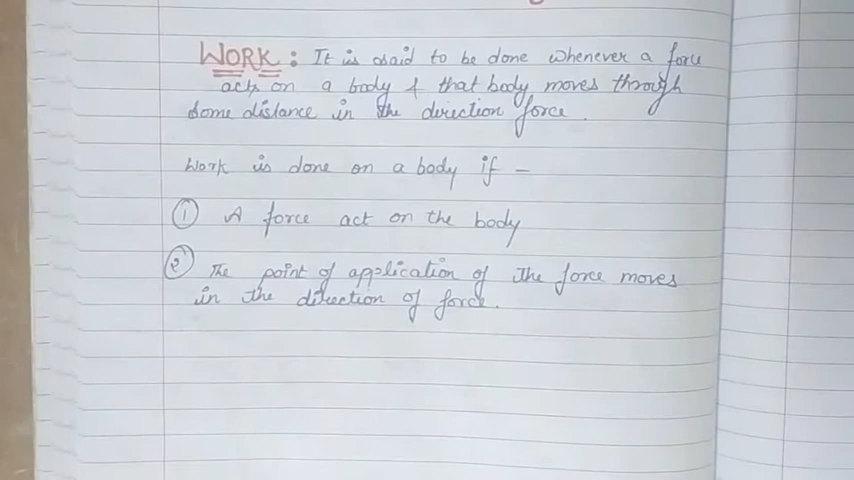 WORK : It is said to be done whenever a force
acts on a body & that body moves through
some distance in the direction force.
Work is done on a body if -
① A force act on the body
② The point of application of the force moves
in the direction of force.